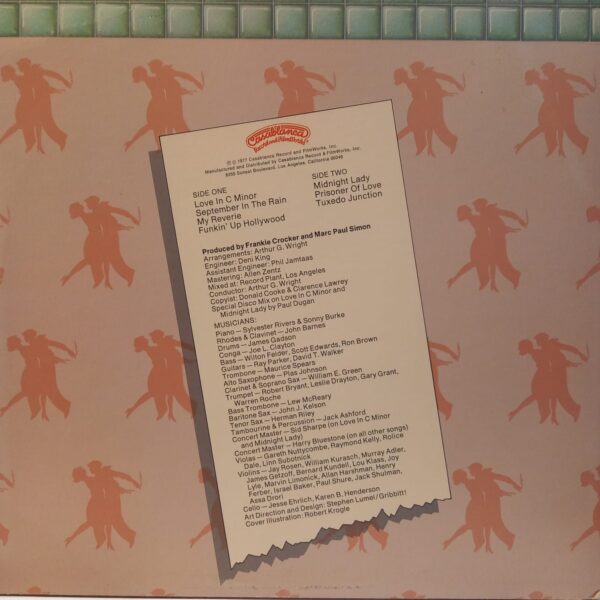 Casablanca
Record and FilmWorks
℗ © 1977 Casablanca Record and FilmWorks, Inc.
Manufactured and Distributed by Casablanca Record & FilmWorks, Inc.
8255 Sunset Boulevard, Los Angeles, California 90046
SIDE ONE
Love In C Minor
September In The Rain
My Reverie
Funkin' Up Hollywood
SIDE TWO
Midnight Lady
Prisoner Of Love
Tuxedo Junction
Produced by Frankie Crocker and Marc Paul Simon
Arrangements: Arthur G. Wright
Engineer: Deni King
Assistant Engineer: Phil Jamtaas
Mastering: Allen Zentz
Mixed at: Record Plant, Los Angeles
Conductor: Arthur G. Wright
Copyist: Donald Cooke & Clarence Lawrey
Special Disco Mix on Love in C Minor and
Midnight Lady by Paul Dugan
MUSICIANS:
Piano — Sylvester Rivers & Sonny Burke
Rhodes & Clavinet — John Barnes
Drums — James Gadson
Conga — Joe L. Clayton
Bass — Wilton Felder, Scott Edwards, Ron Brown
Guitars — Ray Parker, David T. Walker
Trombone — Maurice Spears
Alto Saxophone — Plas Johnson
Clarinet & Soprano Sax — William E. Green
Trumpet — Robert Bryant, Leslie Drayton, Gary Grant,
Warren Roche
Bass Trombone — Lew McReary
Baritone Sax — John J. Kelson
Tenor Sax — Herman Riley
Tambourine & Percussion — Jack Ashford
Concert Master — Sid Sharpe (on Love In C Minor
and Midnight Lady)
Concert Master — Harry Bluestone (on all other songs)
Violas — Gareth Nuttycombe, Raymond Kelly, Rolice
Dale, Linn Subotnick
Violins — Jay Rosen, William Kurasch, Murray Adler,
James Getzoff, Bernard Kundell, Lou Klass, Joy
Lyle, Marvin Limonick, Allan Harshman, Henry
Ferber, Israel Baker, Paul Shure, Jack Shulman,
Assa Drori
Cello — Jesse Ehrlich, Karen B. Henderson
Art Direction and Design: Stephen Lumel/Gribbitt!
Cover Illustration: Robert Krogle